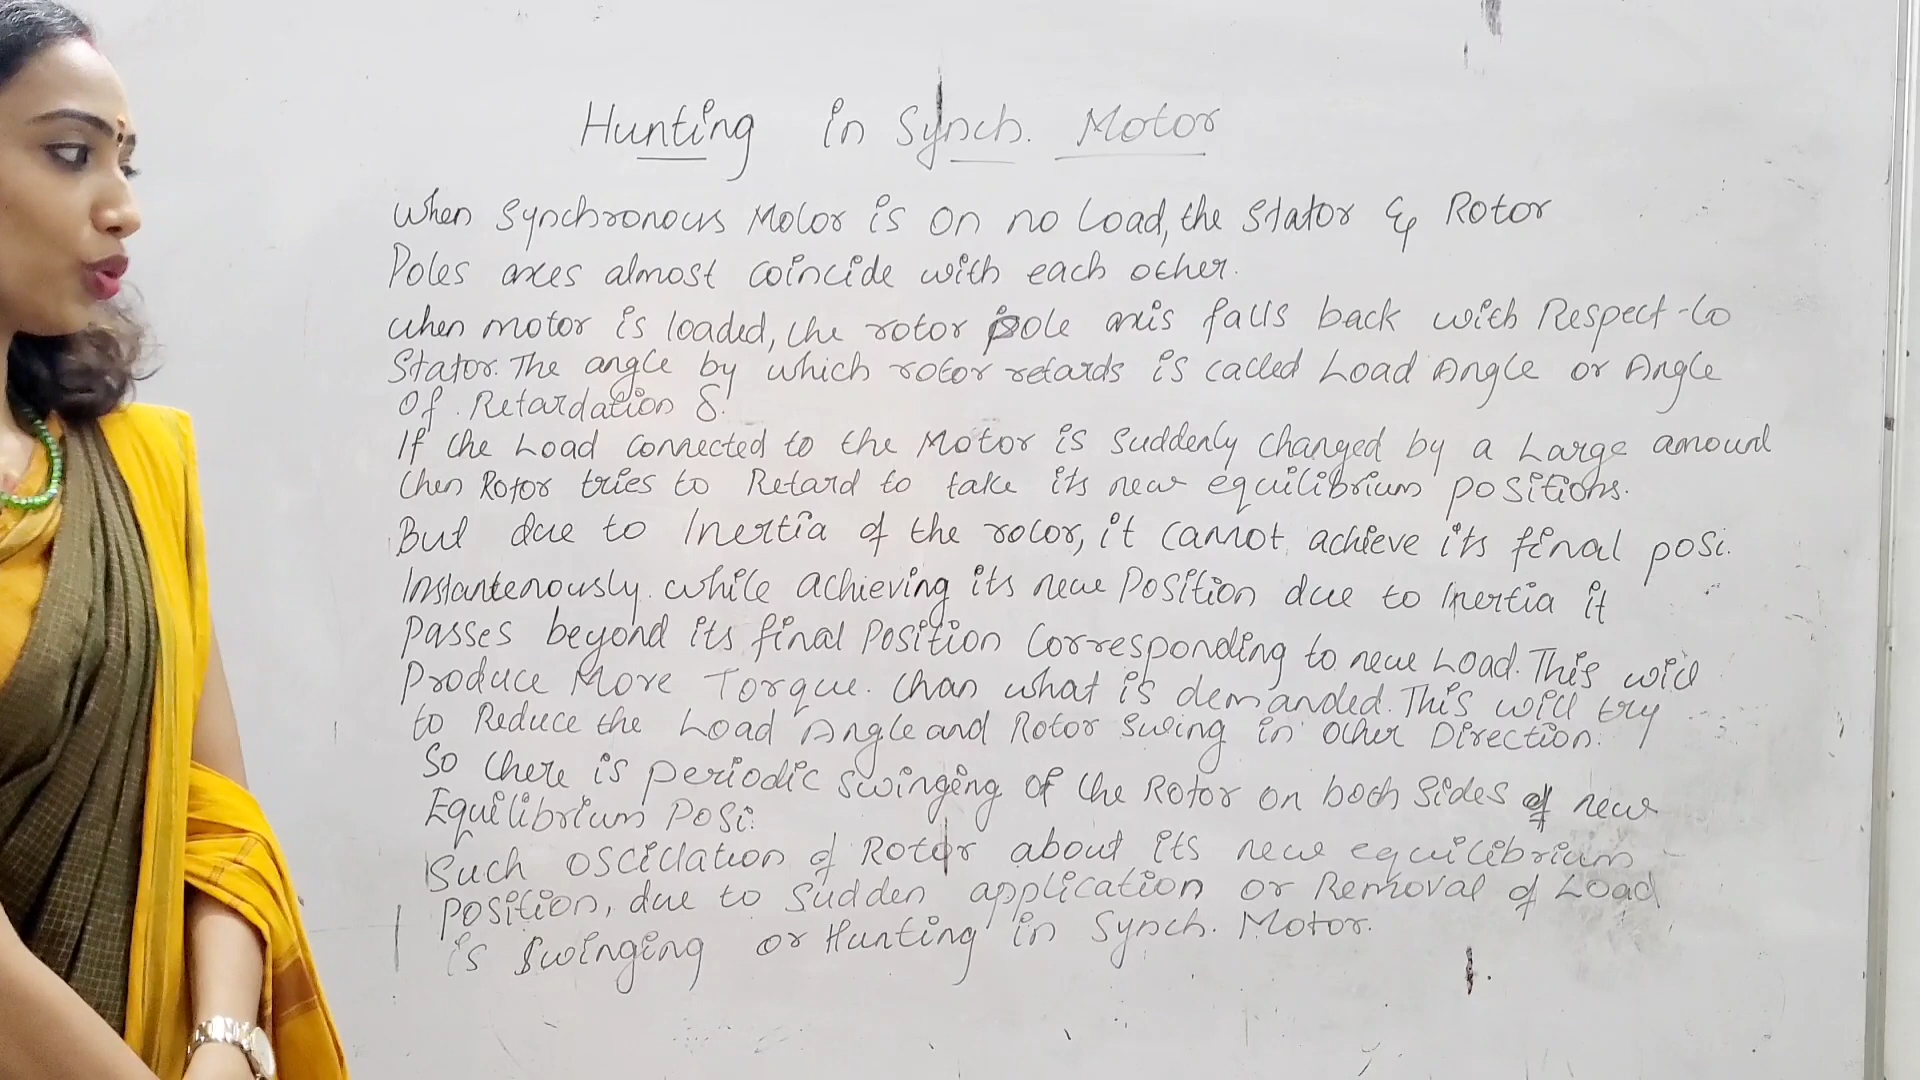 Hunting in Synch. Motor
When Synchronous Motor is on no Load, the Stator & Rotor
Poles axes almost coincide with each other.
when motor is loaded, the rotor pole axis falls back with Respect to
Stator. The angle by which rotor retards is called Load Angle or Angle
Of Retardation δ.
If the Load connected to the Motor is suddenly changed by a Large amount
then Rotor tries to Retard to take its new equilibrium positions.
But due to Inertia of the rotor, it cannot achieve its final posi.
Instantenously. while achieving its new Position due to Inertia it
Passes beyond its final Position Corresponding to new Load. This will
Produce More Torque. than what is demanded. This will try
to Reduce the Load Angle and Rotor swing in Other Direction.
So there is periodic swinging of the Rotor on both Sides of new
Equilibrium Posi.
Such oscillation of Rotor about its new equilibrium
Position, due to Sudden application or Removal of Load
is Swinging or Hunting in Synch. Motor.